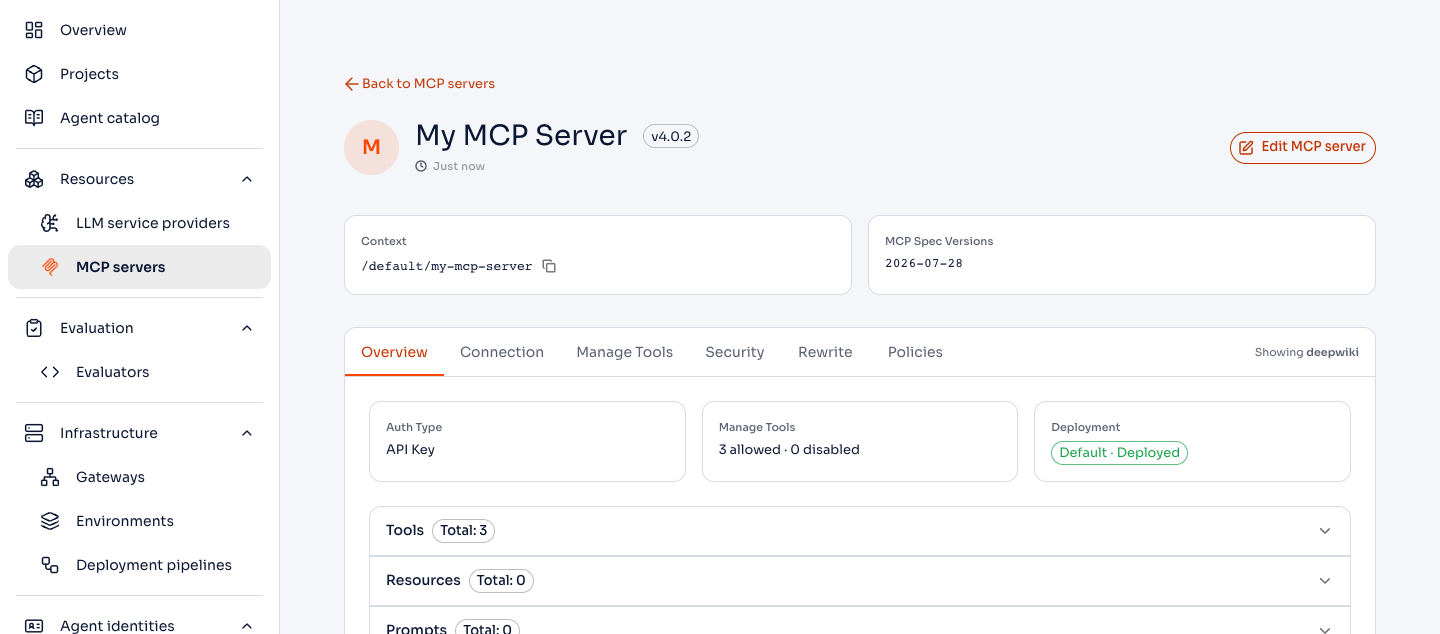 Overview
Projects
Agent catalog
Resources
LLM service providers
MCP servers
Evaluation
Evaluators
Infrastructure
Gateways
Environments
Deployment pipelines
Agent identities
Back to MCP servers
M
My MCP Server v4.0.2
Just now
Edit MCP server
Context
/default/my-mcp-server
MCP Spec Versions
2026-07-28
Overview Connection Manage Tools Security Rewrite Policies Showing deepwiki
Auth Type
API Key
Manage Tools
3 allowed · 0 disabled
Deployment
Default · Deployed
Tools Total: 3
Resources Total: 0
Prompts Total: 0